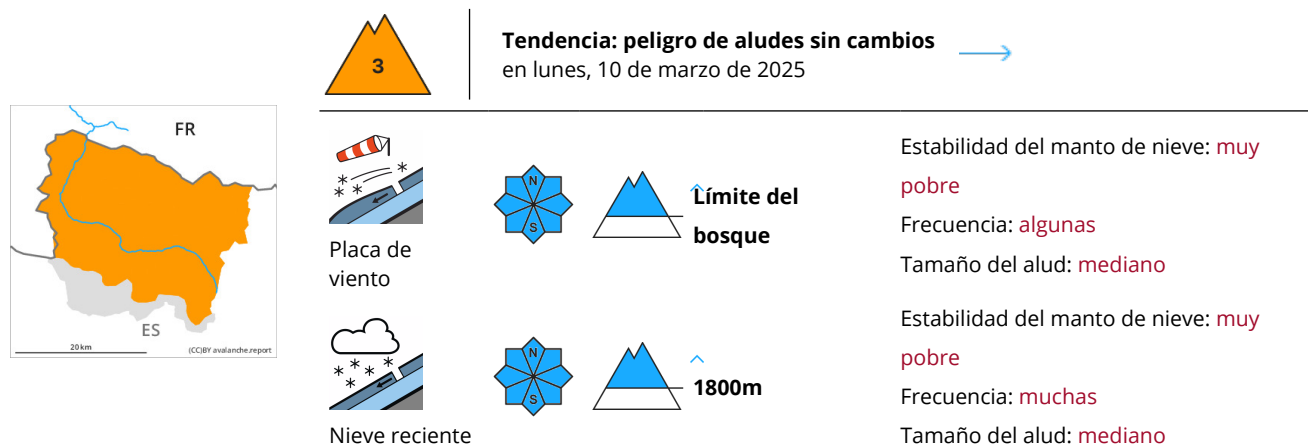 3
Tendencia: peligro de aludes sin cambios
en lunes, 10 de marzo de 2025
FR
ES
20 km
(CC)BY avalanche.report
Placa de
viento
N
S
Límite del
bosque
Estabilidad del manto de nieve: muy
pobre
Frecuencia: algunas
Tamaño del alud: mediano
Nieve reciente
N
S
1800m
Estabilidad del manto de nieve: muy
pobre
Frecuencia: muchas
Tamaño del alud: mediano